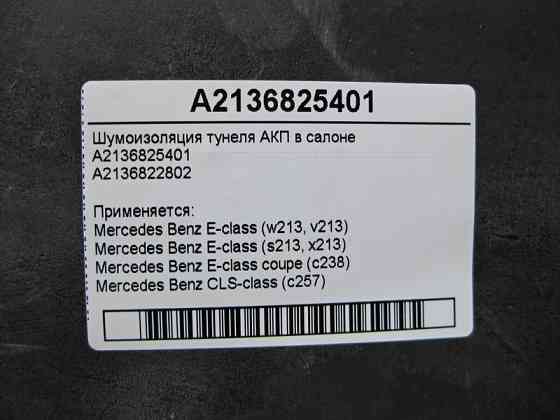 A2136825401
Шумоизоляция тунеля АКП в салоне
A2136825401
A2136822802
Применяется:
Mercedes Benz E-class (w213, v213)
Mercedes Benz E-class (s213, x213)
Mercedes Benz E-class coupe (c238)
Mercedes Benz CLS-class (c257)